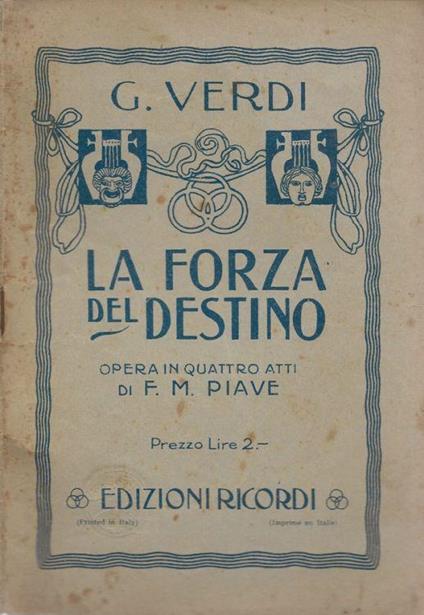 G. VERDI
LA FORZA
DEL DESTINO
OPERA IN QUATTRO ATTI
DI F. M. PIAVE
Prezzo Lire 2.–
EDIZIONI RICORDI
(Printed in Italy) (Imprimé en Italie)